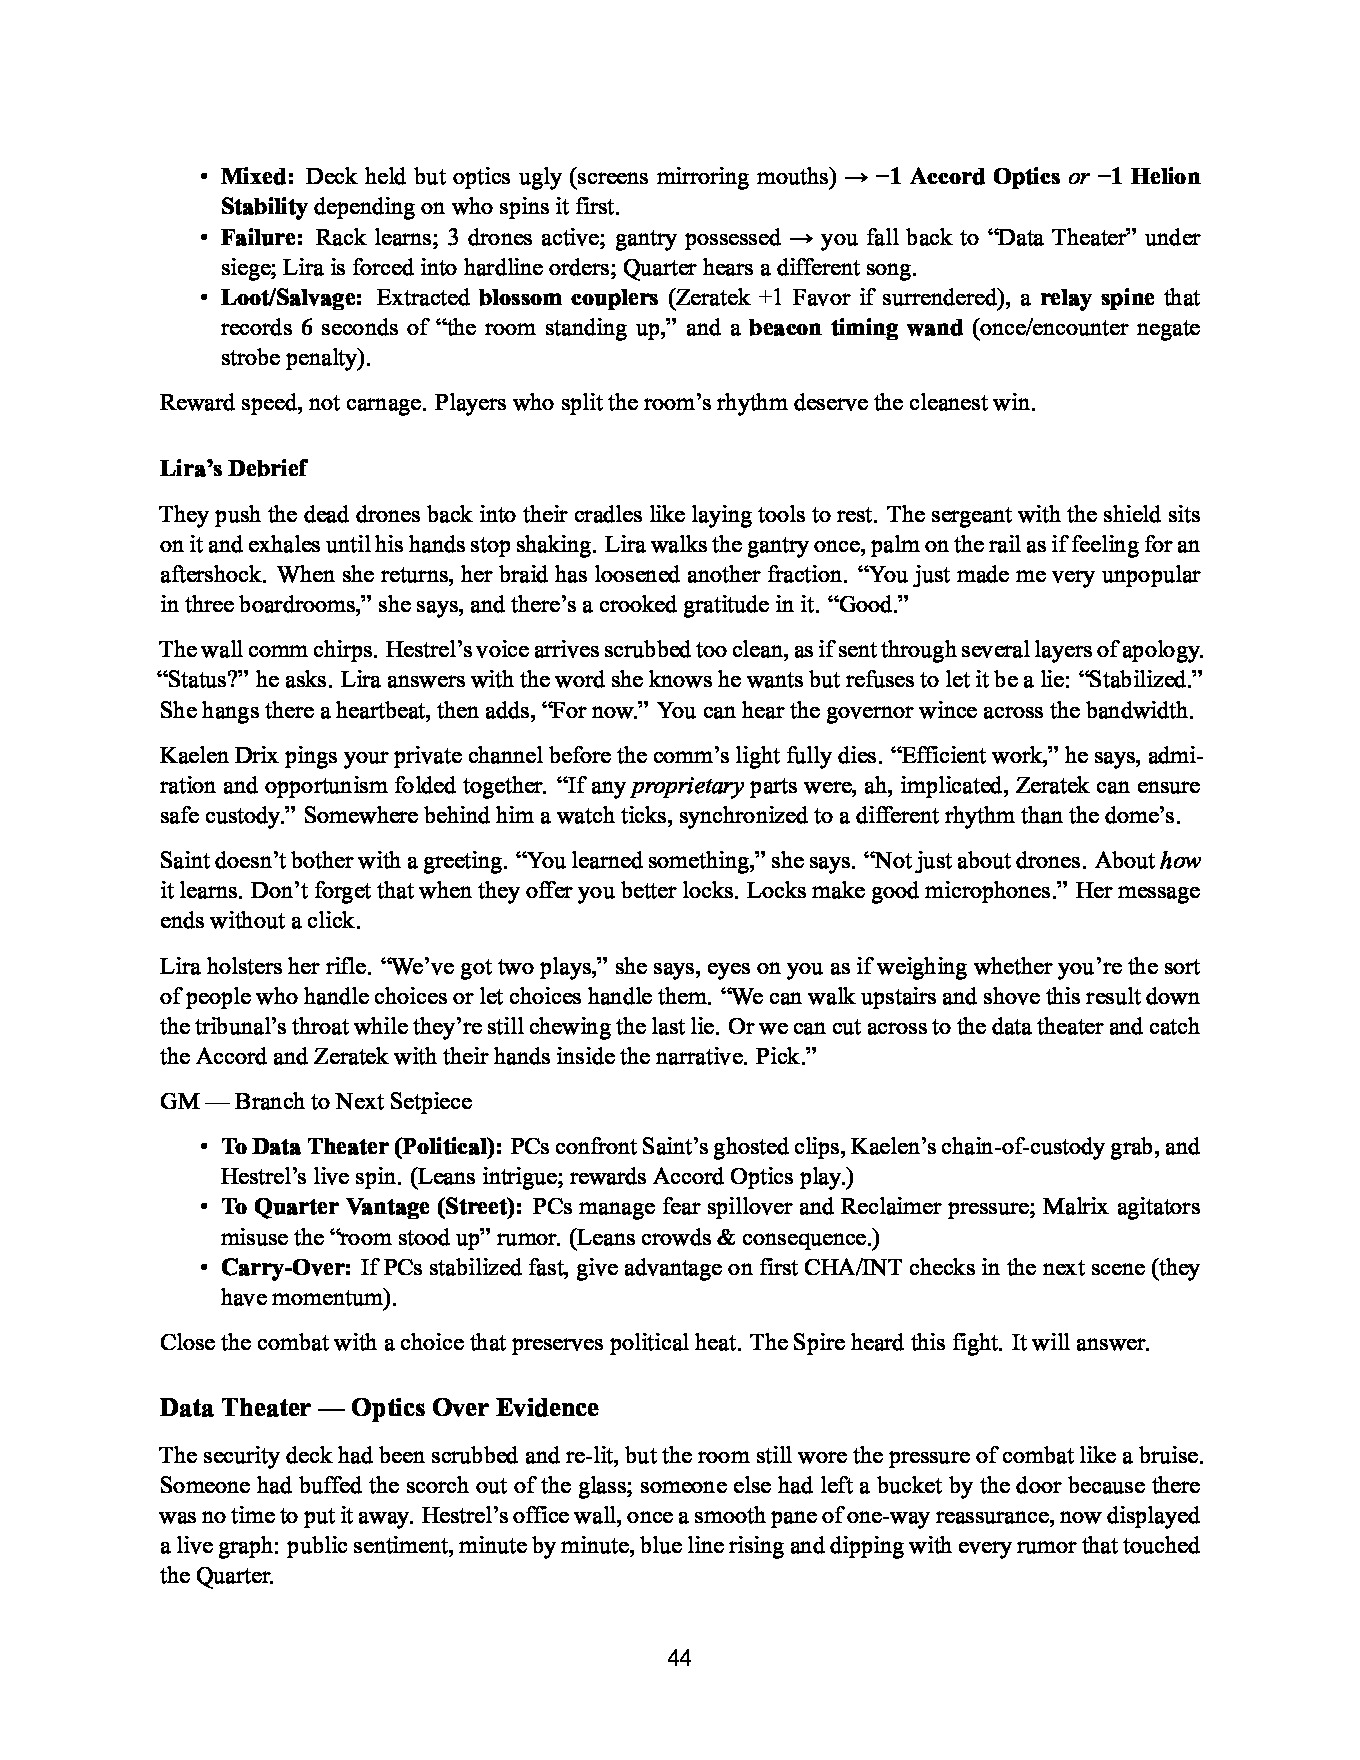 • Mixed: Deck held but optics ugly (screens mirroring mouths) → −1 Accord Optics or −1 Helion
Stability depending on who spins it first.
• Failure: Rack learns; 3 drones active; gantry possessed → you fall back to “Data Theater” under
siege; Lira is forced into hardline orders; Quarter hears a different song.
• Loot/Salvage: Extracted blossom couplers (Zeratek +1 Favor if surrendered), a relay spine that
records 6 seconds of “the room standing up,” and a beacon timing wand (once/encounter negate
strobe penalty).
Reward speed, not carnage. Players who split the room’s rhythm deserve the cleanest win.
Lira’s Debrief
They push the dead drones back into their cradles like laying tools to rest. The sergeant with the shield sits
on it and exhales until his hands stop shaking. Lira walks the gantry once, palm on the rail as if feeling for an
aftershock. When she returns, her braid has loosened another fraction. “You just made me very unpopular
in three boardrooms,” she says, and there’s a crooked gratitude in it. “Good.”
The wall comm chirps. Hestrel’s voice arrives scrubbed too clean, as if sent through several layers of apology.
“Status?” he asks. Lira answers with the word she knows he wants but refuses to let it be a lie: “Stabilized.”
She hangs there a heartbeat, then adds, “For now.” You can hear the governor wince across the bandwidth.
Kaelen Drix pings your private channel before the comm’s light fully dies. “Efficient work,” he says, admi-
ration and opportunism folded together. “If any proprietary parts were, ah, implicated, Zeratek can ensure
safe custody.” Somewhere behind him a watch ticks, synchronized to a different rhythm than the dome’s.
Saint doesn’t bother with a greeting. “You learned something,” she says. “Not just about drones. About how
it learns. Don’t forget that when they offer you better locks. Locks make good microphones.” Her message
ends without a click.
Lira holsters her rifle. “We’ve got two plays,” she says, eyes on you as if weighing whether you’re the sort
of people who handle choices or let choices handle them. “We can walk upstairs and shove this result down
the tribunal’s throat while they’re still chewing the last lie. Or we can cut across to the data theater and catch
the Accord and Zeratek with their hands inside the narrative. Pick.”
GM — Branch to Next Setpiece
• To Data Theater (Political): PCs confront Saint’s ghosted clips, Kaelen’s chain-of-custody grab, and
Hestrel’s live spin. (Leans intrigue; rewards Accord Optics play.)
• To Quarter Vantage (Street): PCs manage fear spillover and Reclaimer pressure; Malrix agitators
misuse the “room stood up” rumor. (Leans crowds & consequence.)
• Carry-Over: If PCs stabilized fast, give advantage on first CHA/INT checks in the next scene (they
have momentum).
Close the combat with a choice that preserves political heat. The Spire heard this fight. It will answer.
Data Theater — Optics Over Evidence
The security deck had been scrubbed and re-lit, but the room still wore the pressure of combat like a bruise.
Someone had buffed the scorch out of the glass; someone else had left a bucket by the door because there
was no time to put it away. Hestrel’s office wall, once a smooth pane of one-way reassurance, now displayed
a live graph: public sentiment, minute by minute, blue line rising and dipping with every rumor that touched
the Quarter.
44